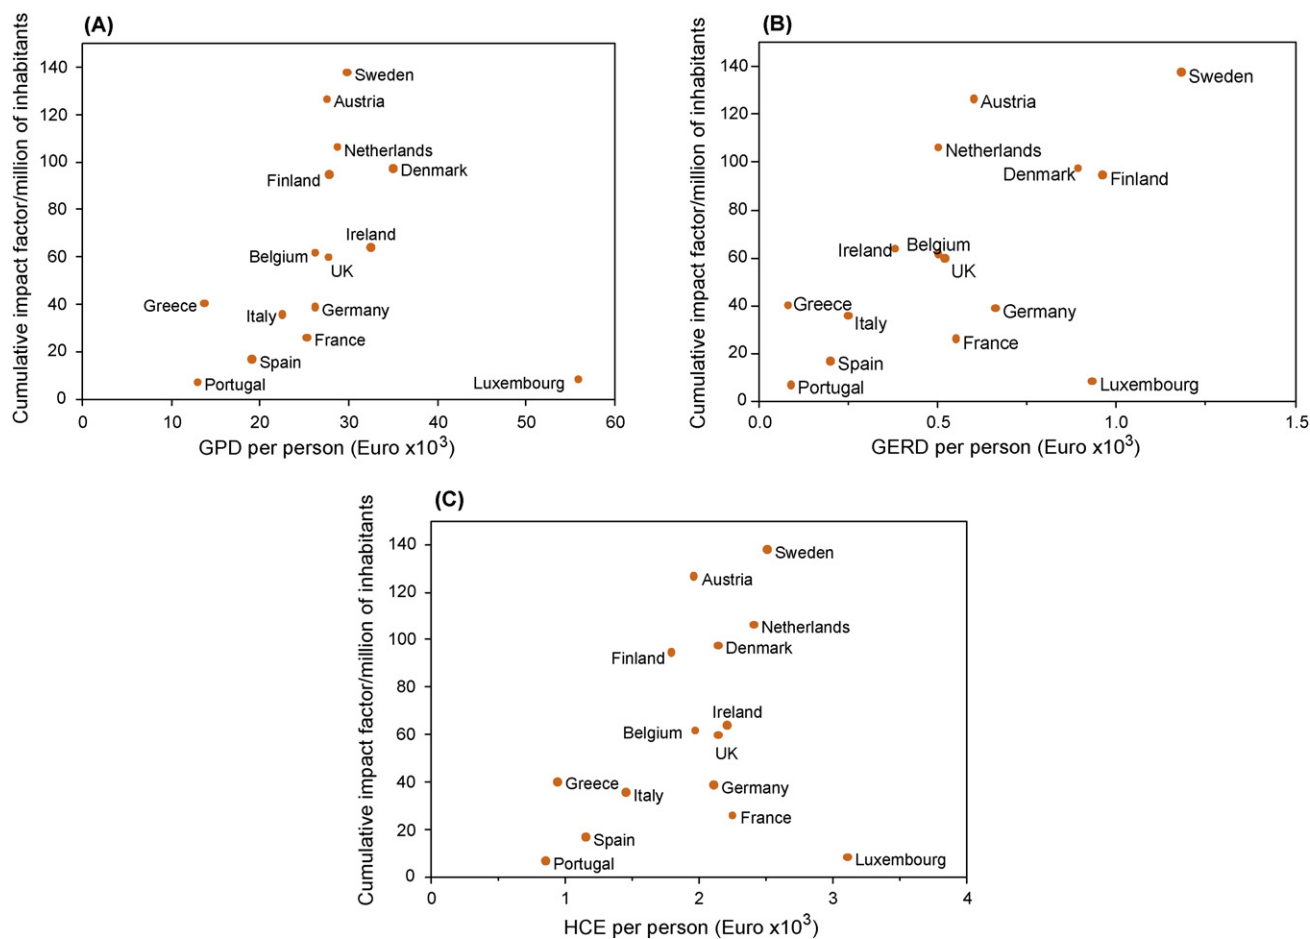 (A)
Cumulative impact factor/million of inhabitants
140
120
100
80
60
40
20
0
Sweden
Austria
Netherlands
Denmark
Finland
Ireland
Belgium
UK
Greece
Germany
Italy
France
Spain
Portugal
Luxembourg
0 10 20 30 40 50 60
GPD per person (Euro x10³)
(B)
Cumulative impact factor/million of inhabitants
140
120
100
80
60
40
20
0
Sweden
Austria
Netherlands
Denmark
Finland
Belgium
Ireland
UK
Greece
Germany
Italy
France
Spain
Portugal
Luxembourg
0.0 0.5 1.0 1.5
GERD per person (Euro x10³)
(C)
Cumulative impact factor/million of inhabitants
140
120
100
80
60
40
20
0
Sweden
Austria
Netherlands
Denmark
Finland
Ireland
Belgium
UK
Greece
Germany
Italy
France
Spain
Portugal
Luxembourg
0 1 2 3 4
HCE per person (Euro x10³)